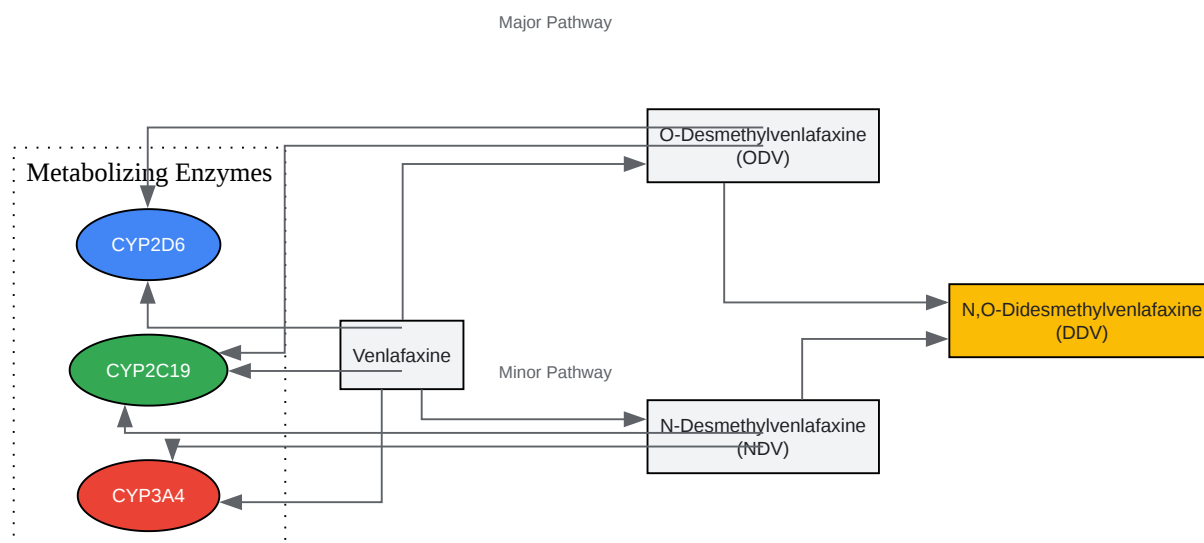 Major Pathway
O-Desmethylvenlafaxine
(ODV)
Metabolizing Enzymes
CYP2D6
N,O-Didesmethylvenlafaxine
(DDV)
Venlafaxine
CYP2C19
Minor Pathway
N-Desmethylvenlafaxine
(NDV)
CYP3A4